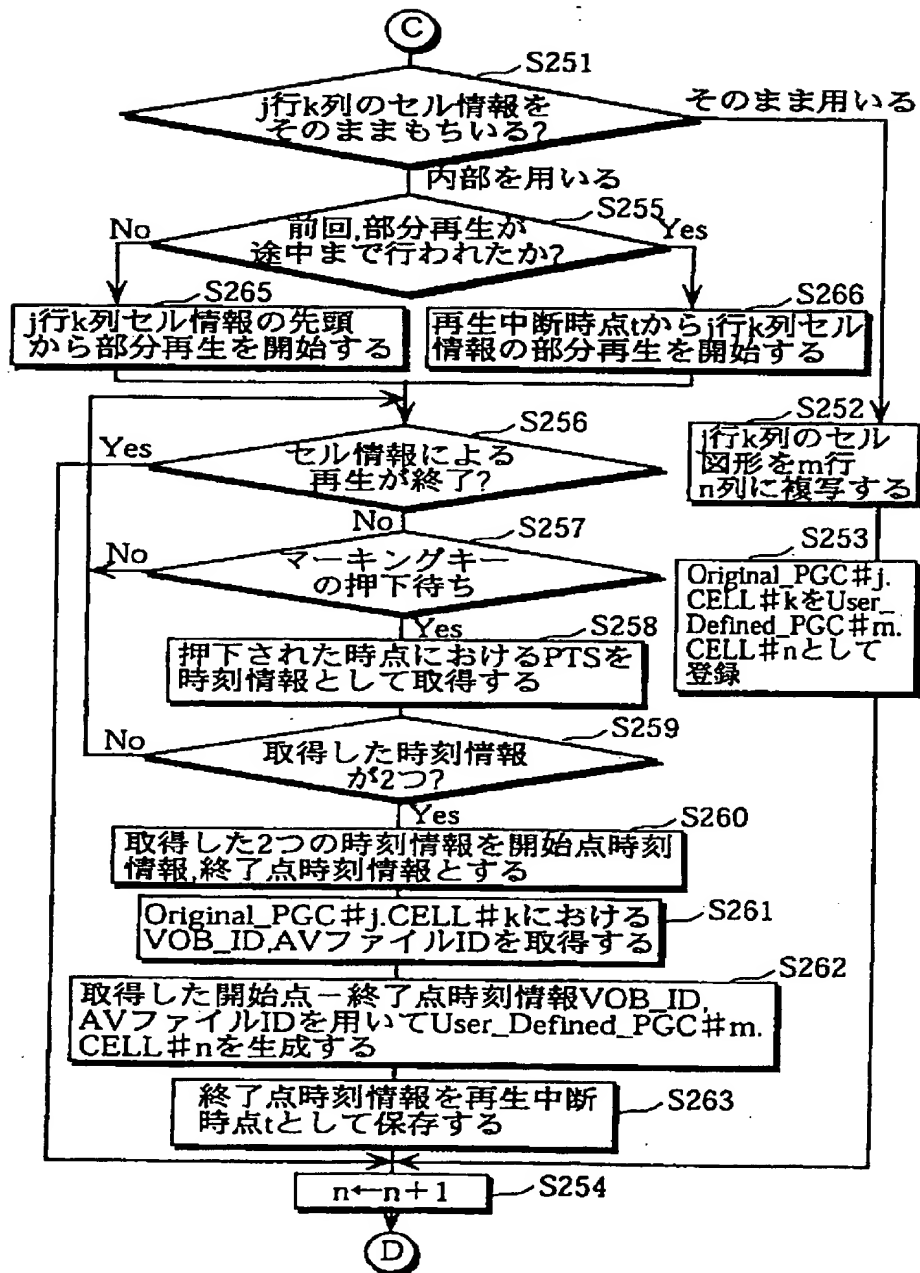 C
S251
j行k列のセル情報を
そのままもちいる?
そのまま用いる
内部を用いる
S255
No
前回,部分再生が
途中まで行われたか?
Yes
S265
j行k列セル情報の先頭
から部分再生を開始する
S266
再生中断時点tからj行k列セル
情報の部分再生を開始する
S256
Yes
セル情報による
再生が終了?
No
S252
j行k列のセル
図形をm行
n列に複写する
S257
No
マーキングキー
の押下待ち
Yes
S253
Original_PGC#j.
CELL#kをUser_
Defined_PGC#m.
CELL#nとして
登録
S258
押下された時点におけるPTSを
時刻情報として取得する
S259
No
取得した時刻情報
が2つ?
Yes
S260
取得した2つの時刻情報を開始点時刻
情報,終了点時刻情報とする
S261
Original_PGC#j.CELL#kにおける
VOB_ID,AVファイルIDを取得する
S262
取得した開始点－終了点時刻情報VOB_ID,
AVファイルIDを用いてUser_Defined_PGC#m.
CELL#nを生成する
S263
終了点時刻情報を再生中断
時点tとして保存する
S254
n←n+1
D